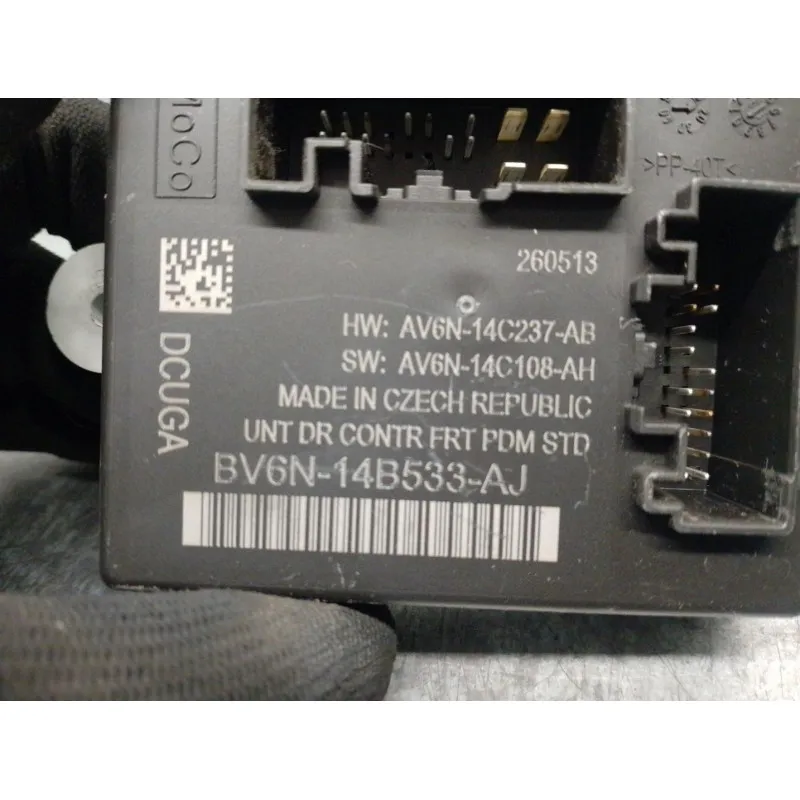 MoCo
>PP-40T<
260513
HW: AV6N-14C237-AB
SW: AV6N-14C108-AH
MADE IN CZECH REPUBLIC
UNT DR CONTR FRT PDM STD
BV6N-14B533-AJ
DCUGA